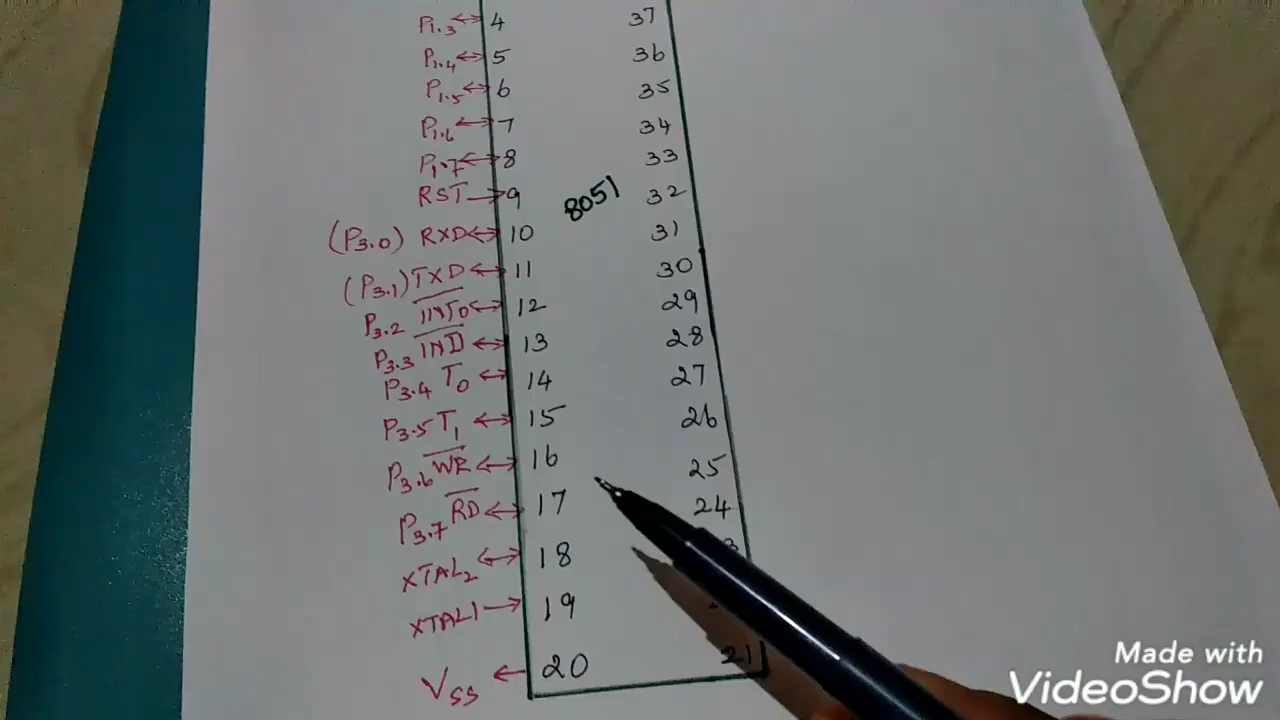 P1.3 ↔ 4 37
P1.4 ↔ 5 36
P1.5 ↔ 6 35
P1.6 ↔ 7 34
P1.7 ↔ 8 33
RST → 9 8051 32
(P3.0) RXD ↔ 10 31
(P3.1) TXD ↔ 11 30
P3.2 INT0 ↔ 12 29
P3.3 ↔ 13 28
P3.4 T0 ↔ 14 27
P3.5 T1 ↔ 15 26
P3.6 WR ↔ 16 25
P3.7 RD ↔ 17 24
XTAL2 ↔ 18 3
XTAL1 → 19
VSS ← 20 21
Made with
VideoShow